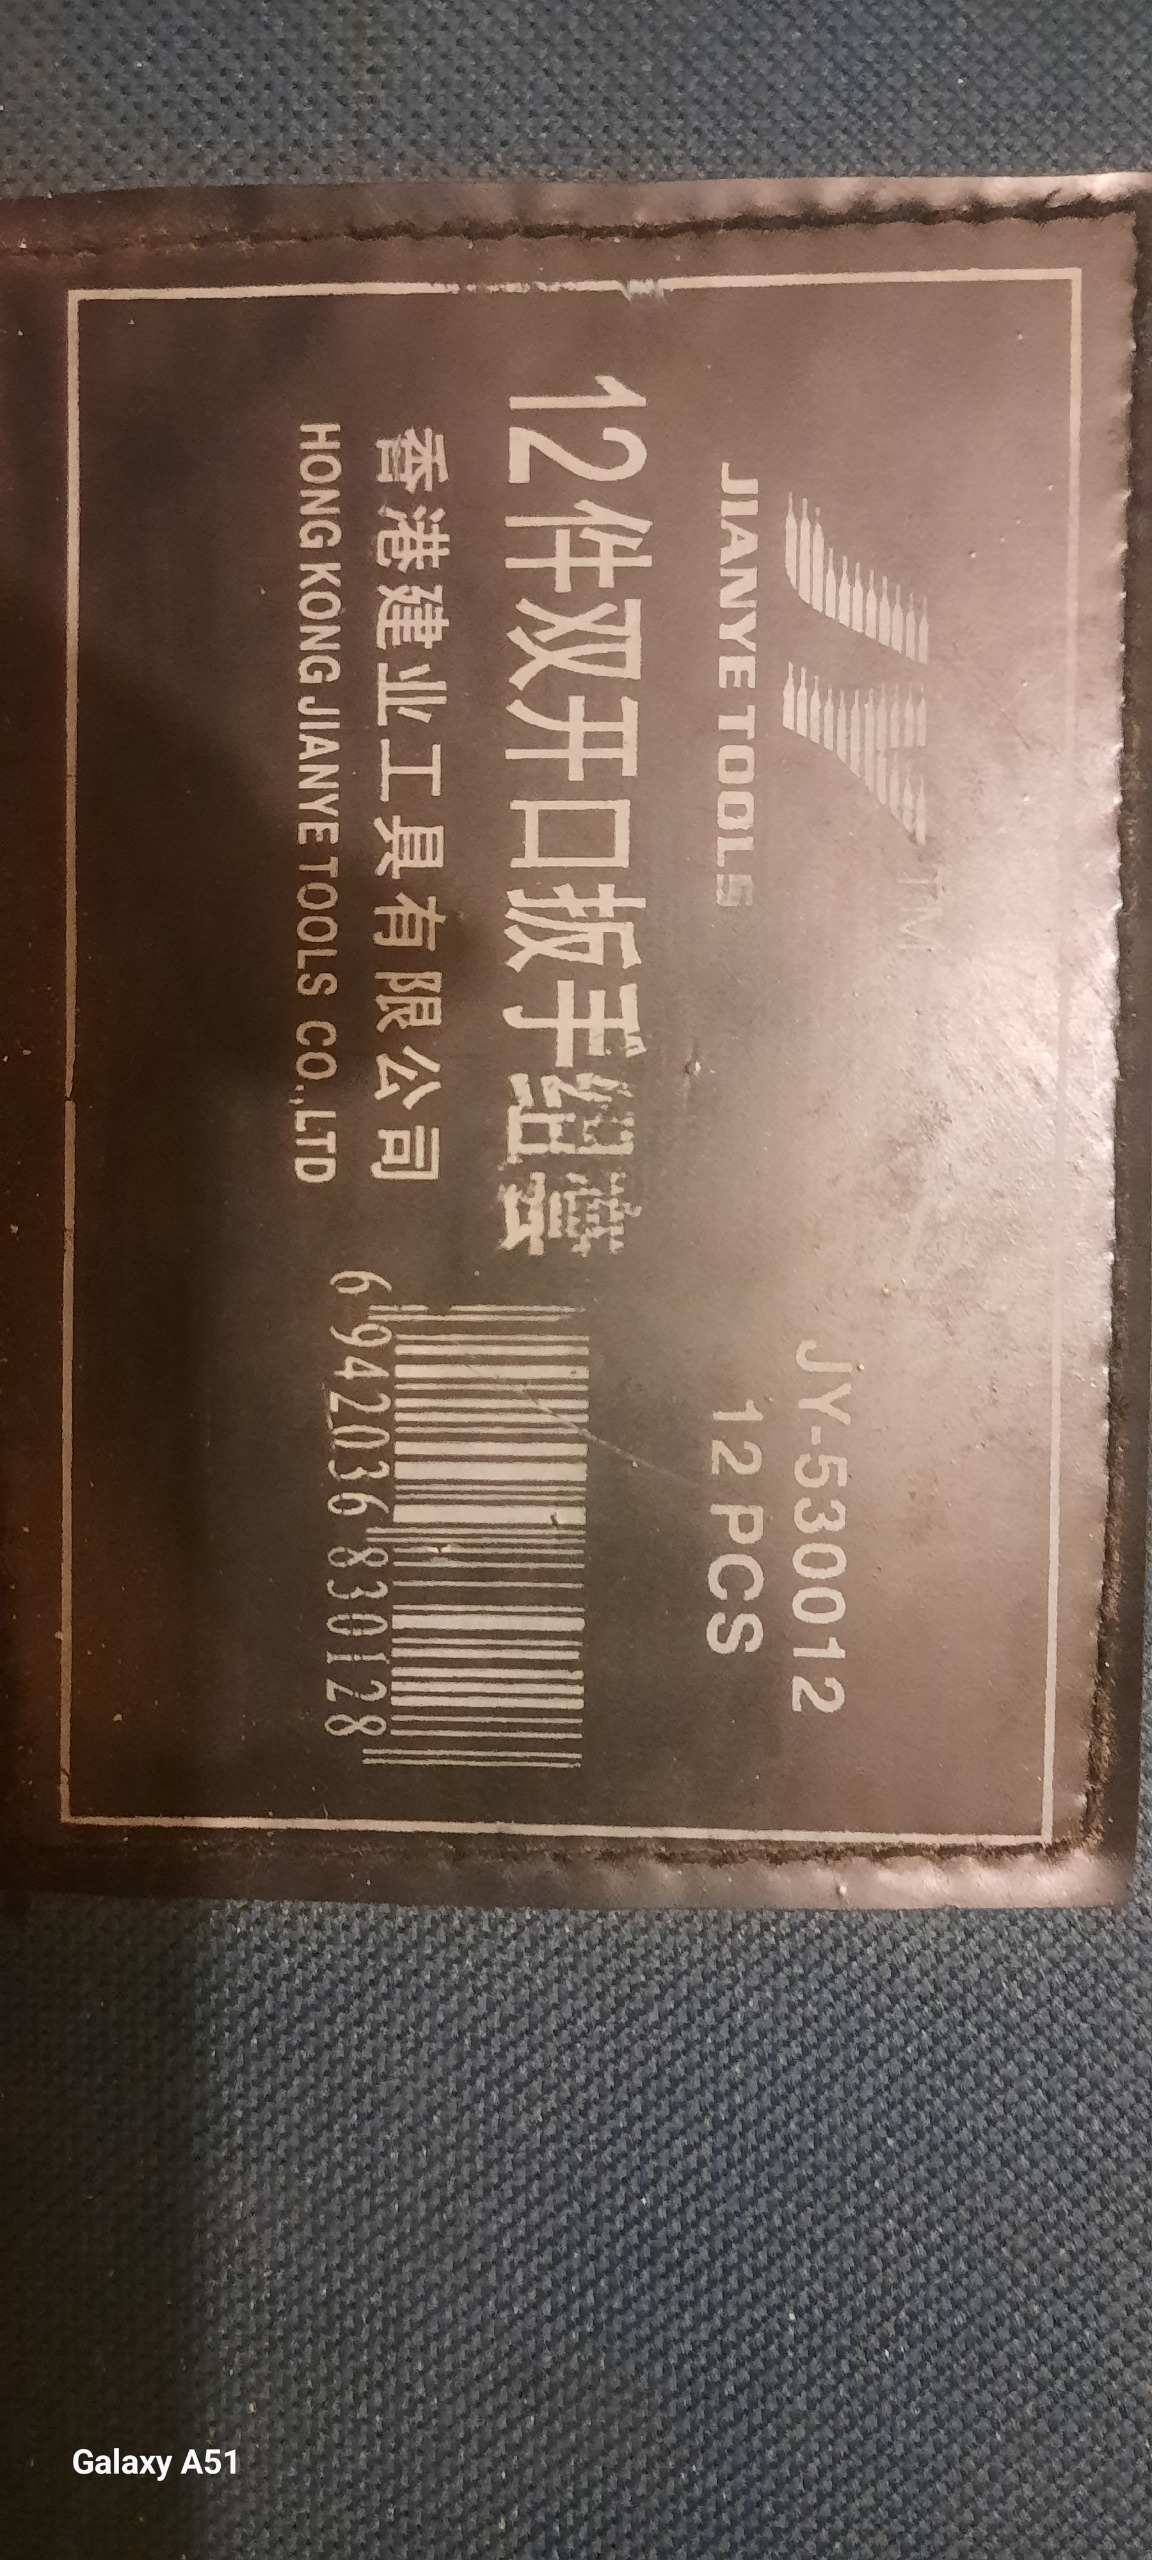 TM
JIANYE TOOLS
JY-530012
12 PCS
12件双开口扳手组套
香港建业工具有限公司
HONG KONG JIANYE TOOLS CO.,LTD
6 942036 830128
Galaxy A51